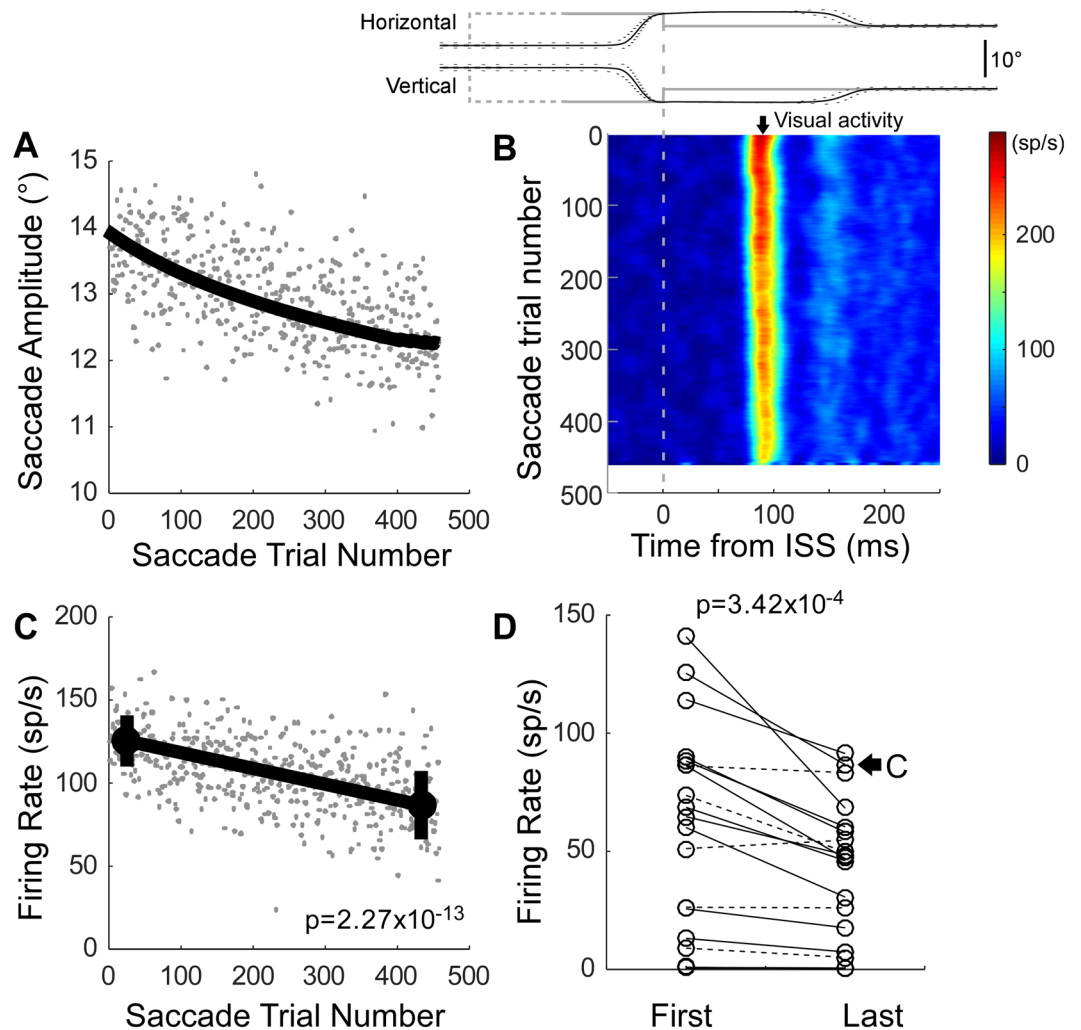 Horizontal
Vertical
10°
Visual activity
A
Saccade Amplitude (°)
15
14
13
12
11
10
0 100 200 300 400 500
Saccade Trial Number
B
Saccade trial number
0
100
200
300
400
500
0 100 200
Time from ISS (ms)
(sp/s)
200
100
0
C
Firing Rate (sp/s)
200
150
100
50
0
p=2.27x10-13
0 100 200 300 400 500
Saccade Trial Number
D
Firing Rate (sp/s)
p=3.42x10-4
150
100
50
0
C
First Last